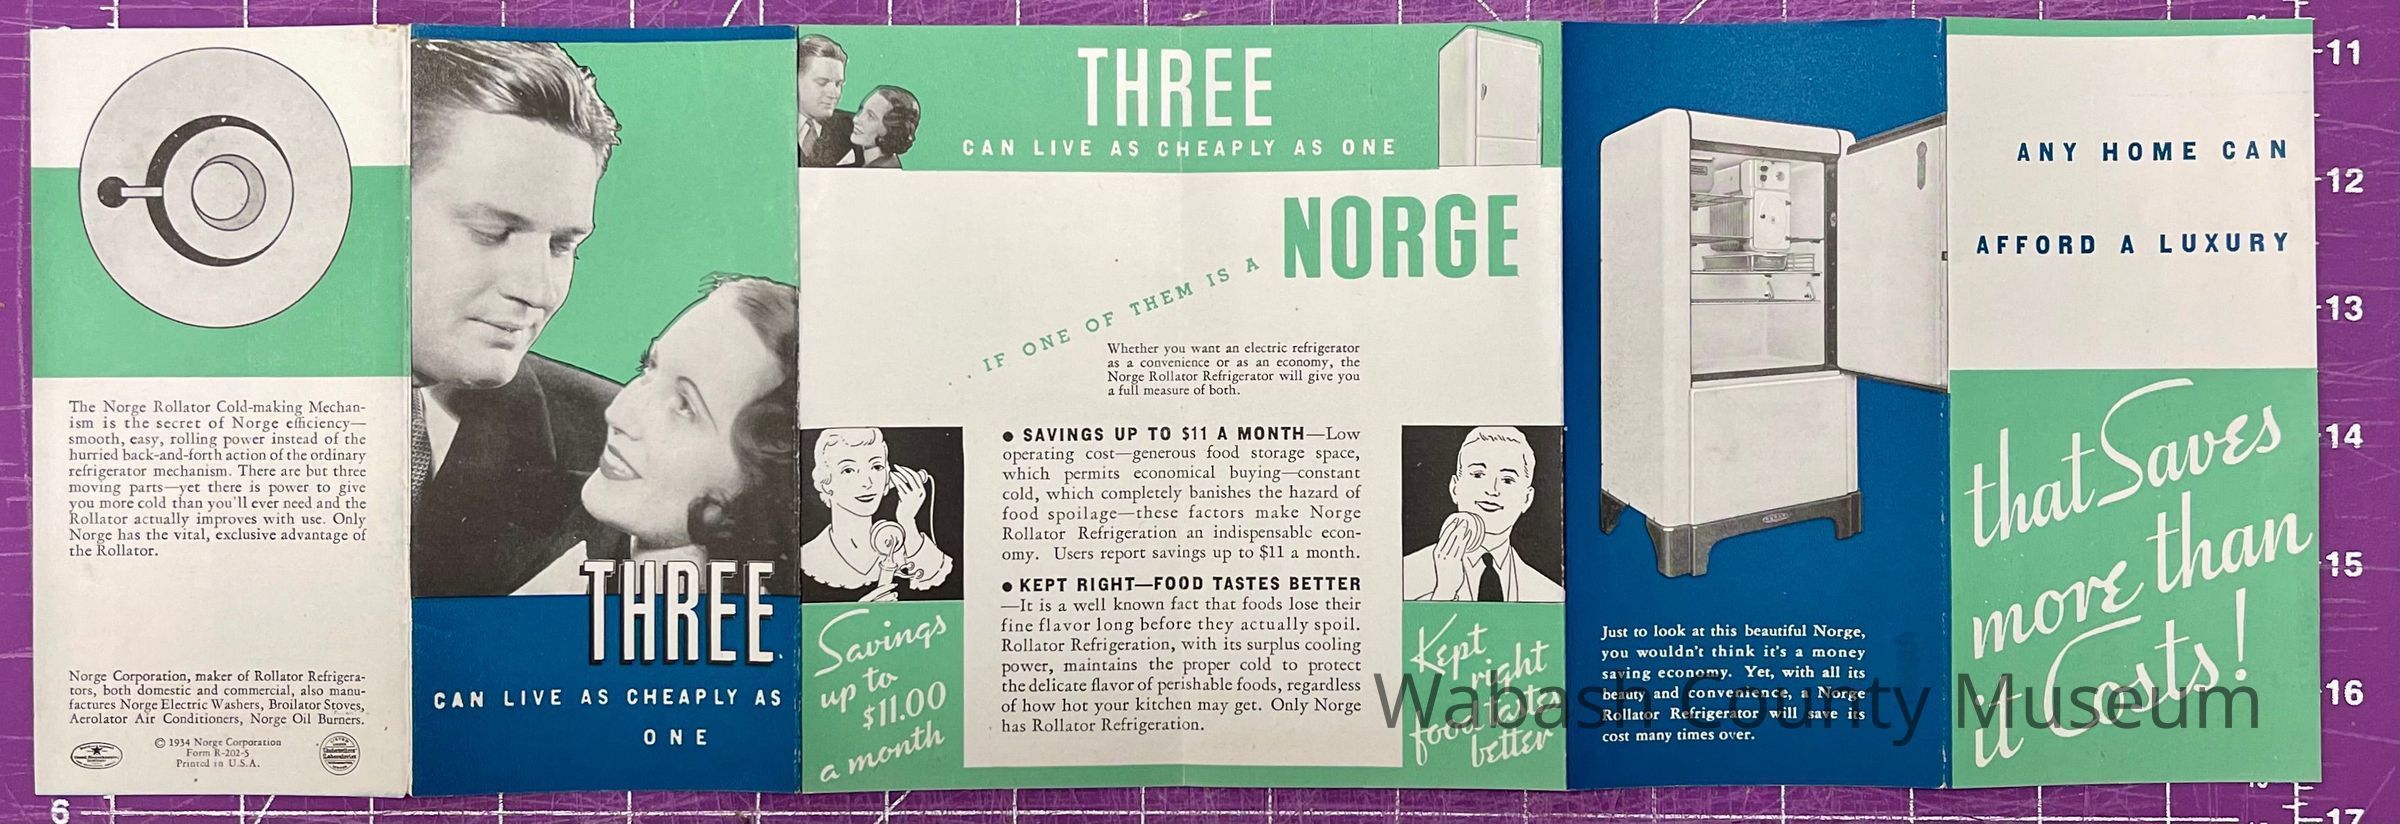 The Norge Rollator Cold-making Mechan-
ism is the secret of Norge efficiency—
smooth, easy, rolling power instead of the
hurried back-and-forth action of the ordinary
refrigerator mechanism. There are but three
moving parts—yet there is power to give
you more cold than you'll ever need and the
Rollator actually improves with use. Only
Norge has the vital, exclusive advantage of
the Rollator.
Norge Corporation, maker of Rollator Refrigera-
tors, both domestic and commercial, also manu-
factures Norge Electric Washers, Broilator Stoves,
Aerolator Air Conditioners, Norge Oil Burners.
© 1934 Norge Corporation
Form R-202-5
Printed in U.S.A.
Underwriters'
Laboratories
THREE
CAN LIVE AS CHEAPLY AS
ONE
THREE
CAN LIVE AS CHEAPLY AS ONE
NORGE
. . IF ONE OF THEM IS A
Whether you want an electric refrigerator
as a convenience or as an economy, the
Norge Rollator Refrigerator will give you
a full measure of both.
● SAVINGS UP TO $11 A MONTH—Low
operating cost—generous food storage space,
which permits economical buying—constant
cold, which completely banishes the hazard of
food spoilage—these factors make Norge
Rollator Refrigeration an indispensable econ-
omy. Users report savings up to $11 a month.
● KEPT RIGHT—FOOD TASTES BETTER
—It is a well known fact that foods lose their
fine flavor long before they actually spoil.
Rollator Refrigeration, with its surplus cooling
power, maintains the proper cold to protect
the delicate flavor of perishable foods, regardless
of how hot your kitchen may get. Only Norge
has Rollator Refrigeration.
Savings
up to
$11.00
a month
Kept
right
food tastes
better
Just to look at this beautiful Norge,
you wouldn't think it's a money
saving economy. Yet, with all its
beauty and convenience, a Norge
Rollator Refrigerator will save its
cost many times over.
ANY HOME CAN
AFFORD A LUXURY
that Saves
more than
it Costs!
Wabash County Museum
11
12
13
14
15
16
17
6